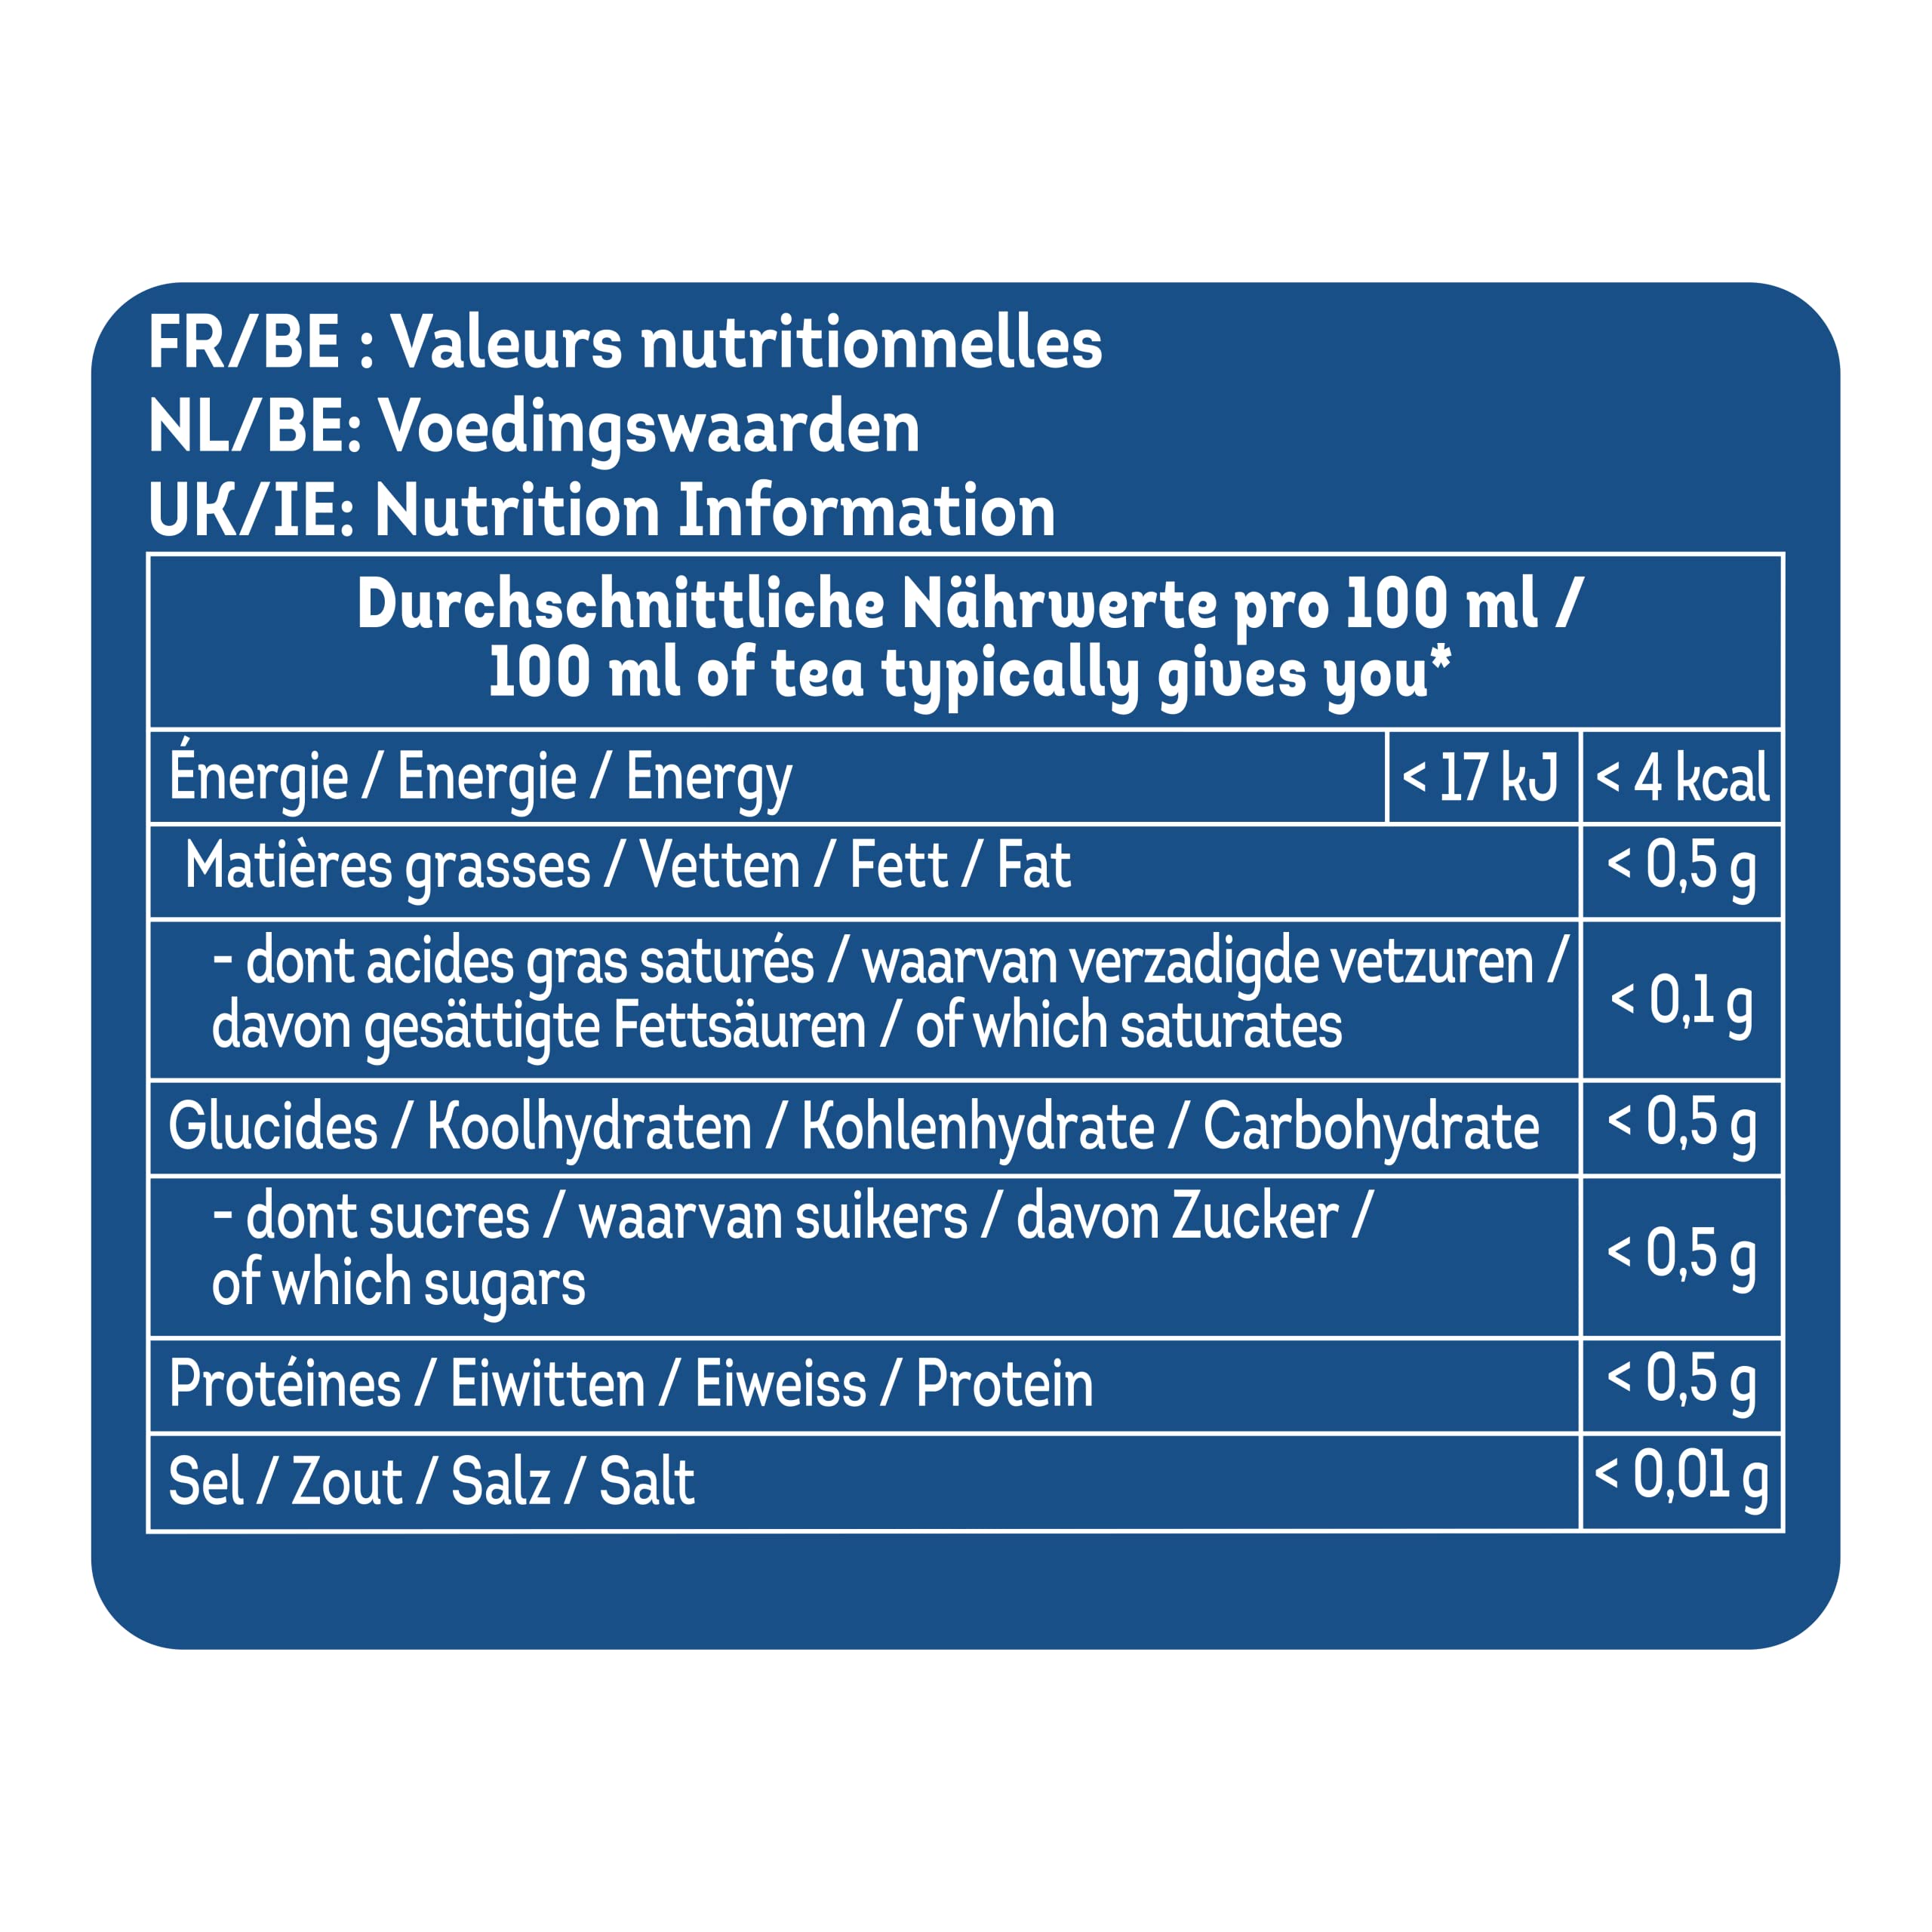 FR/BE : Valeurs nutritionnelles
NL/BE: Voedingswaarden
UK/IE: Nutrition Information
Durchschnittliche Nährwerte pro 100 ml /
100 ml of tea typically gives you*
Énergie / Energie / Energy < 17 kJ < 4 kcal
Matières grasses / Vetten / Fett / Fat < 0,5 g
- dont acides gras saturés / waarvan verzadigde vetzuren /
davon gesättigte Fettsäuren / of which saturates < 0,1 g
Glucides / Koolhydraten / Kohlenhydrate / Carbohydrate < 0,5 g
- dont sucres / waarvan suikers / davon Zucker /
of which sugars < 0,5 g
Protéines / Eiwitten / Eiweiss / Protein < 0,5 g
Sel / Zout / Salz / Salt < 0,01 g